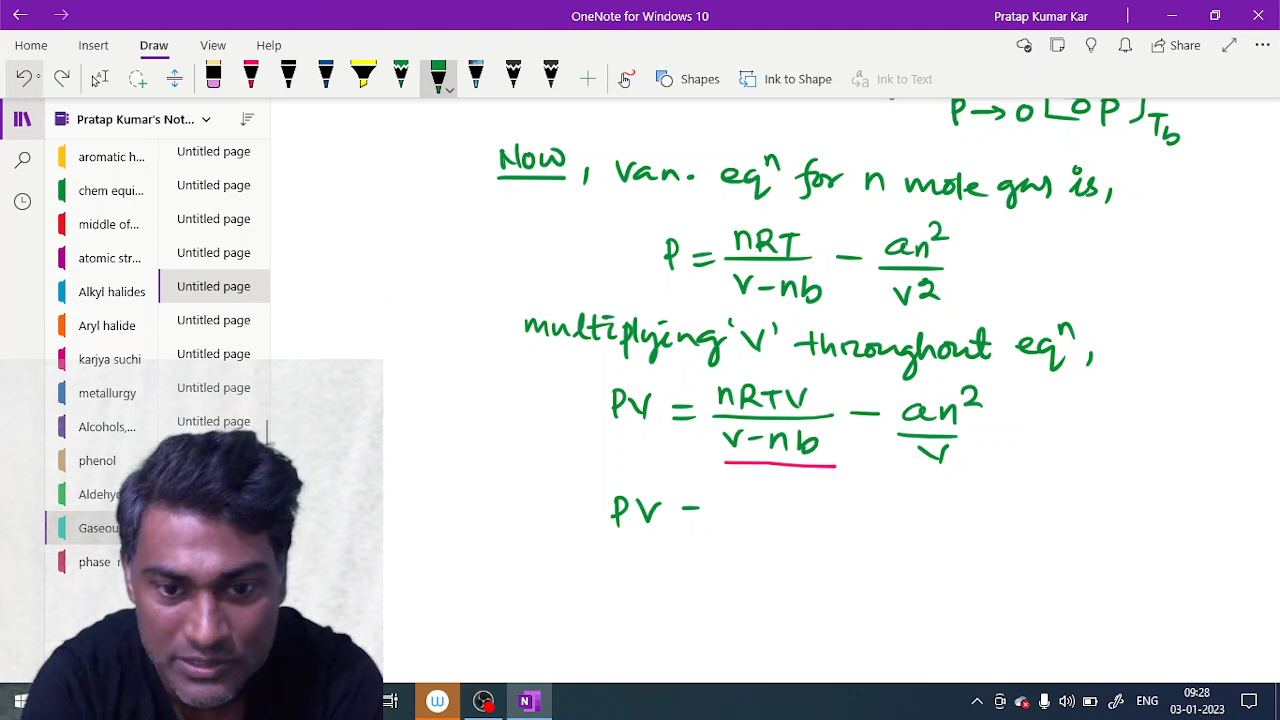 OneNote for Windows 10
Pratap Kumar Kar
Home Insert Draw View Help
Share
Shapes
Ink to Shape
Ink to Text
Pratap Kumar's Not...
aromatic h...
chem equi...
middle of...
atomic str...
Alkyl halides
Aryl halide
karjya suchi
metallurgy
Alcohols,...
phenol
Aldehyd
Gaseou
phase
Untitled page
Untitled page
Untitled page
Untitled page
Untitled page
Untitled page
Untitled page
Untitled page
Untitled page
P→0 [∂P]Tb
Now, Van. eqⁿ for n mole gas is,
P = nRT/(V-nb) - an²/V²
multiplying 'V' throughout eqⁿ,
PV = nRTV/(V-nb) - an²/V
PV -
W
N
ENG
09:28
03-01-2023